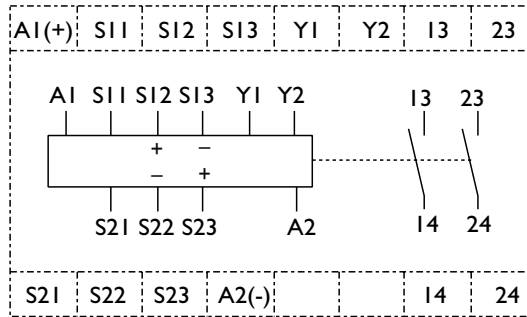 A1(+) S11 S12 S13 Y1 Y2 13 23
A1 S11 S12 S13 Y1 Y2 13 23
+ −
− +
S21 S22 S23 A2 14 24
S21 S22 S23 A2(-) 14 24